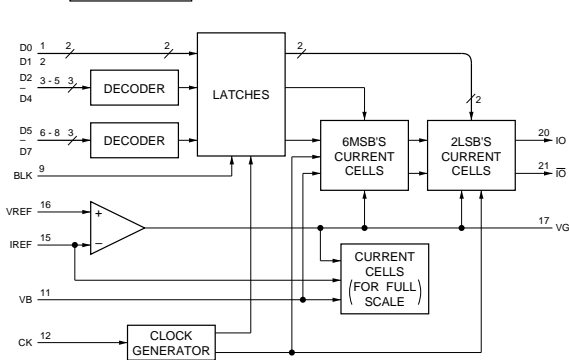 D0 1 2 2 2
D1 2
D2 3 - 5 3 DECODER
–
D4
LATCHES
2
D5 6 - 8 3 DECODER
–
D7
6MSB'S
CURRENT
CELLS
2LSB'S
CURRENT
CELLS
20 IO
21 IO
BLK 9
VREF 16
+
IREF 15
–
17 VG
CURRENT
CELLS
(FOR FULL
SCALE)
VB 11
CK 12
CLOCK
GENERATOR